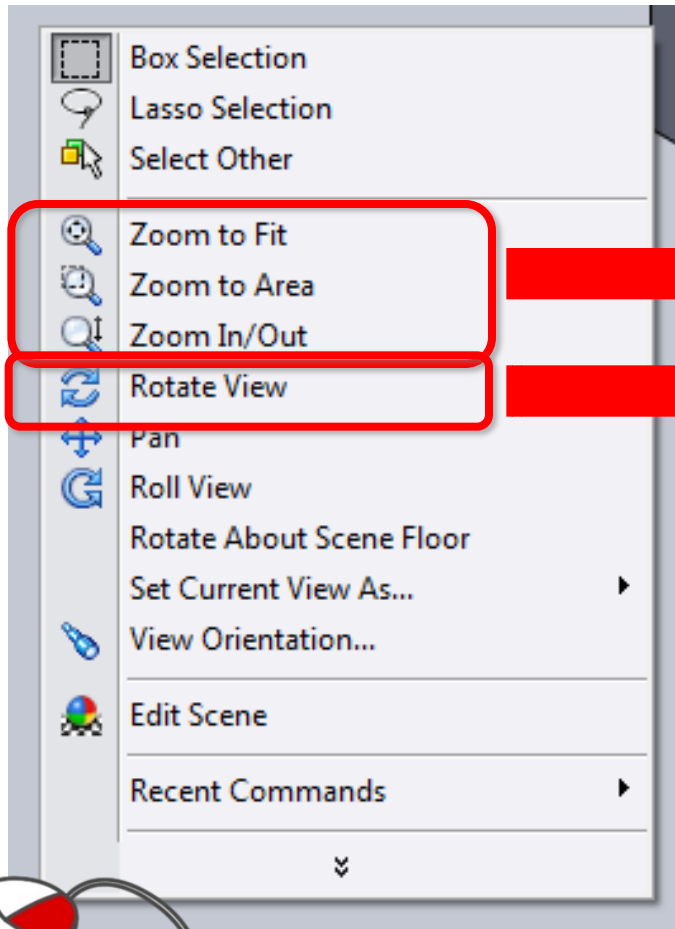 Box Selection
Lasso Selection
Select Other
Zoom to Fit
Zoom to Area
Zoom In/Out
Rotate View
Pan
Roll View
Rotate About Scene Floor
Set Current View As...
View Orientation...
Edit Scene
Recent Commands